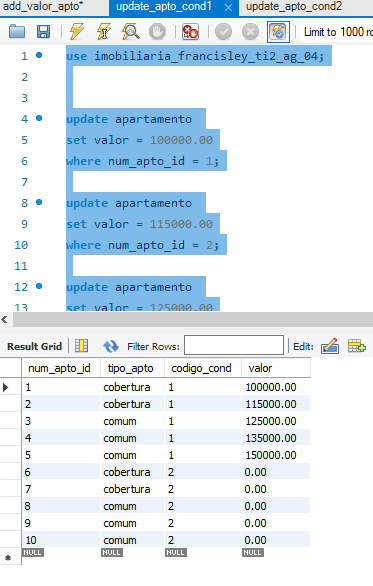 add_valor_apto* update_apto_cond1 × update_apto_cond2
Limit to 1000 ro
1 use imobiliaria_francisley_ti2_ag_04;
2
3
4 update apartamento
5 set valor = 100000.00
6 where num_apto_id = 1;
7
8 update apartamento
9 set valor = 115000.00
10 where num_apto_id = 2;
11
12 update apartamento
13 set valor = 125000.00
Result Grid Filter Rows: Edit:
num_apto_id tipo_apto codigo_cond valor
1 cobertura 1 100000.00
2 cobertura 1 115000.00
3 comum 1 125000.00
4 comum 1 135000.00
5 comum 1 150000.00
6 cobertura 2 0.00
7 cobertura 2 0.00
8 comum 2 0.00
9 comum 2 0.00
10 comum 2 0.00
NULL NULL NULL NULL